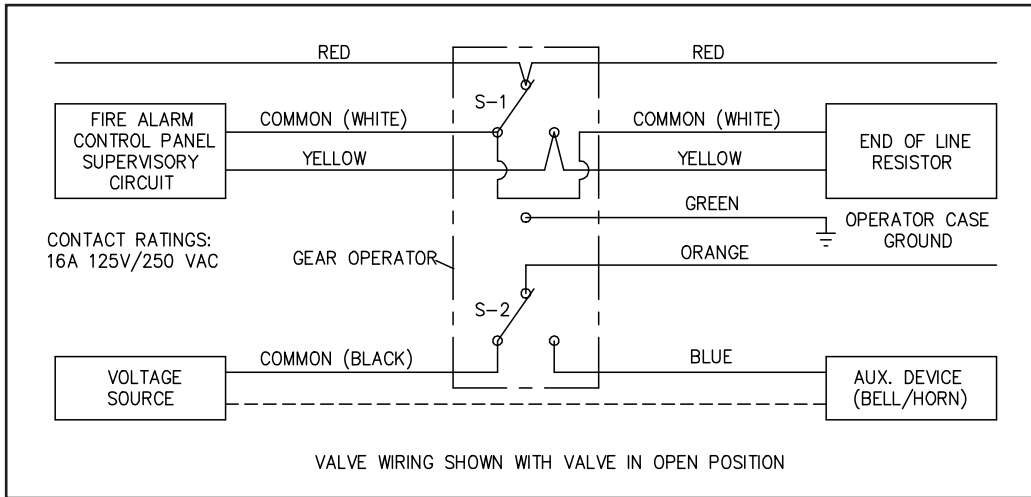 RED
RED
S-1
FIRE ALARM
CONTROL PANEL
SUPERVISORY
CIRCUIT
COMMON (WHITE)
COMMON (WHITE)
YELLOW
YELLOW
END OF LINE
RESISTOR
GREEN
OPERATOR CASE
GROUND
CONTACT RATINGS:
16A 125V/250 VAC
GEAR OPERATOR
ORANGE
S-2
VOLTAGE
SOURCE
COMMON (BLACK)
BLUE
AUX. DEVICE
(BELL/HORN)
VALVE WIRING SHOWN WITH VALVE IN OPEN POSITION